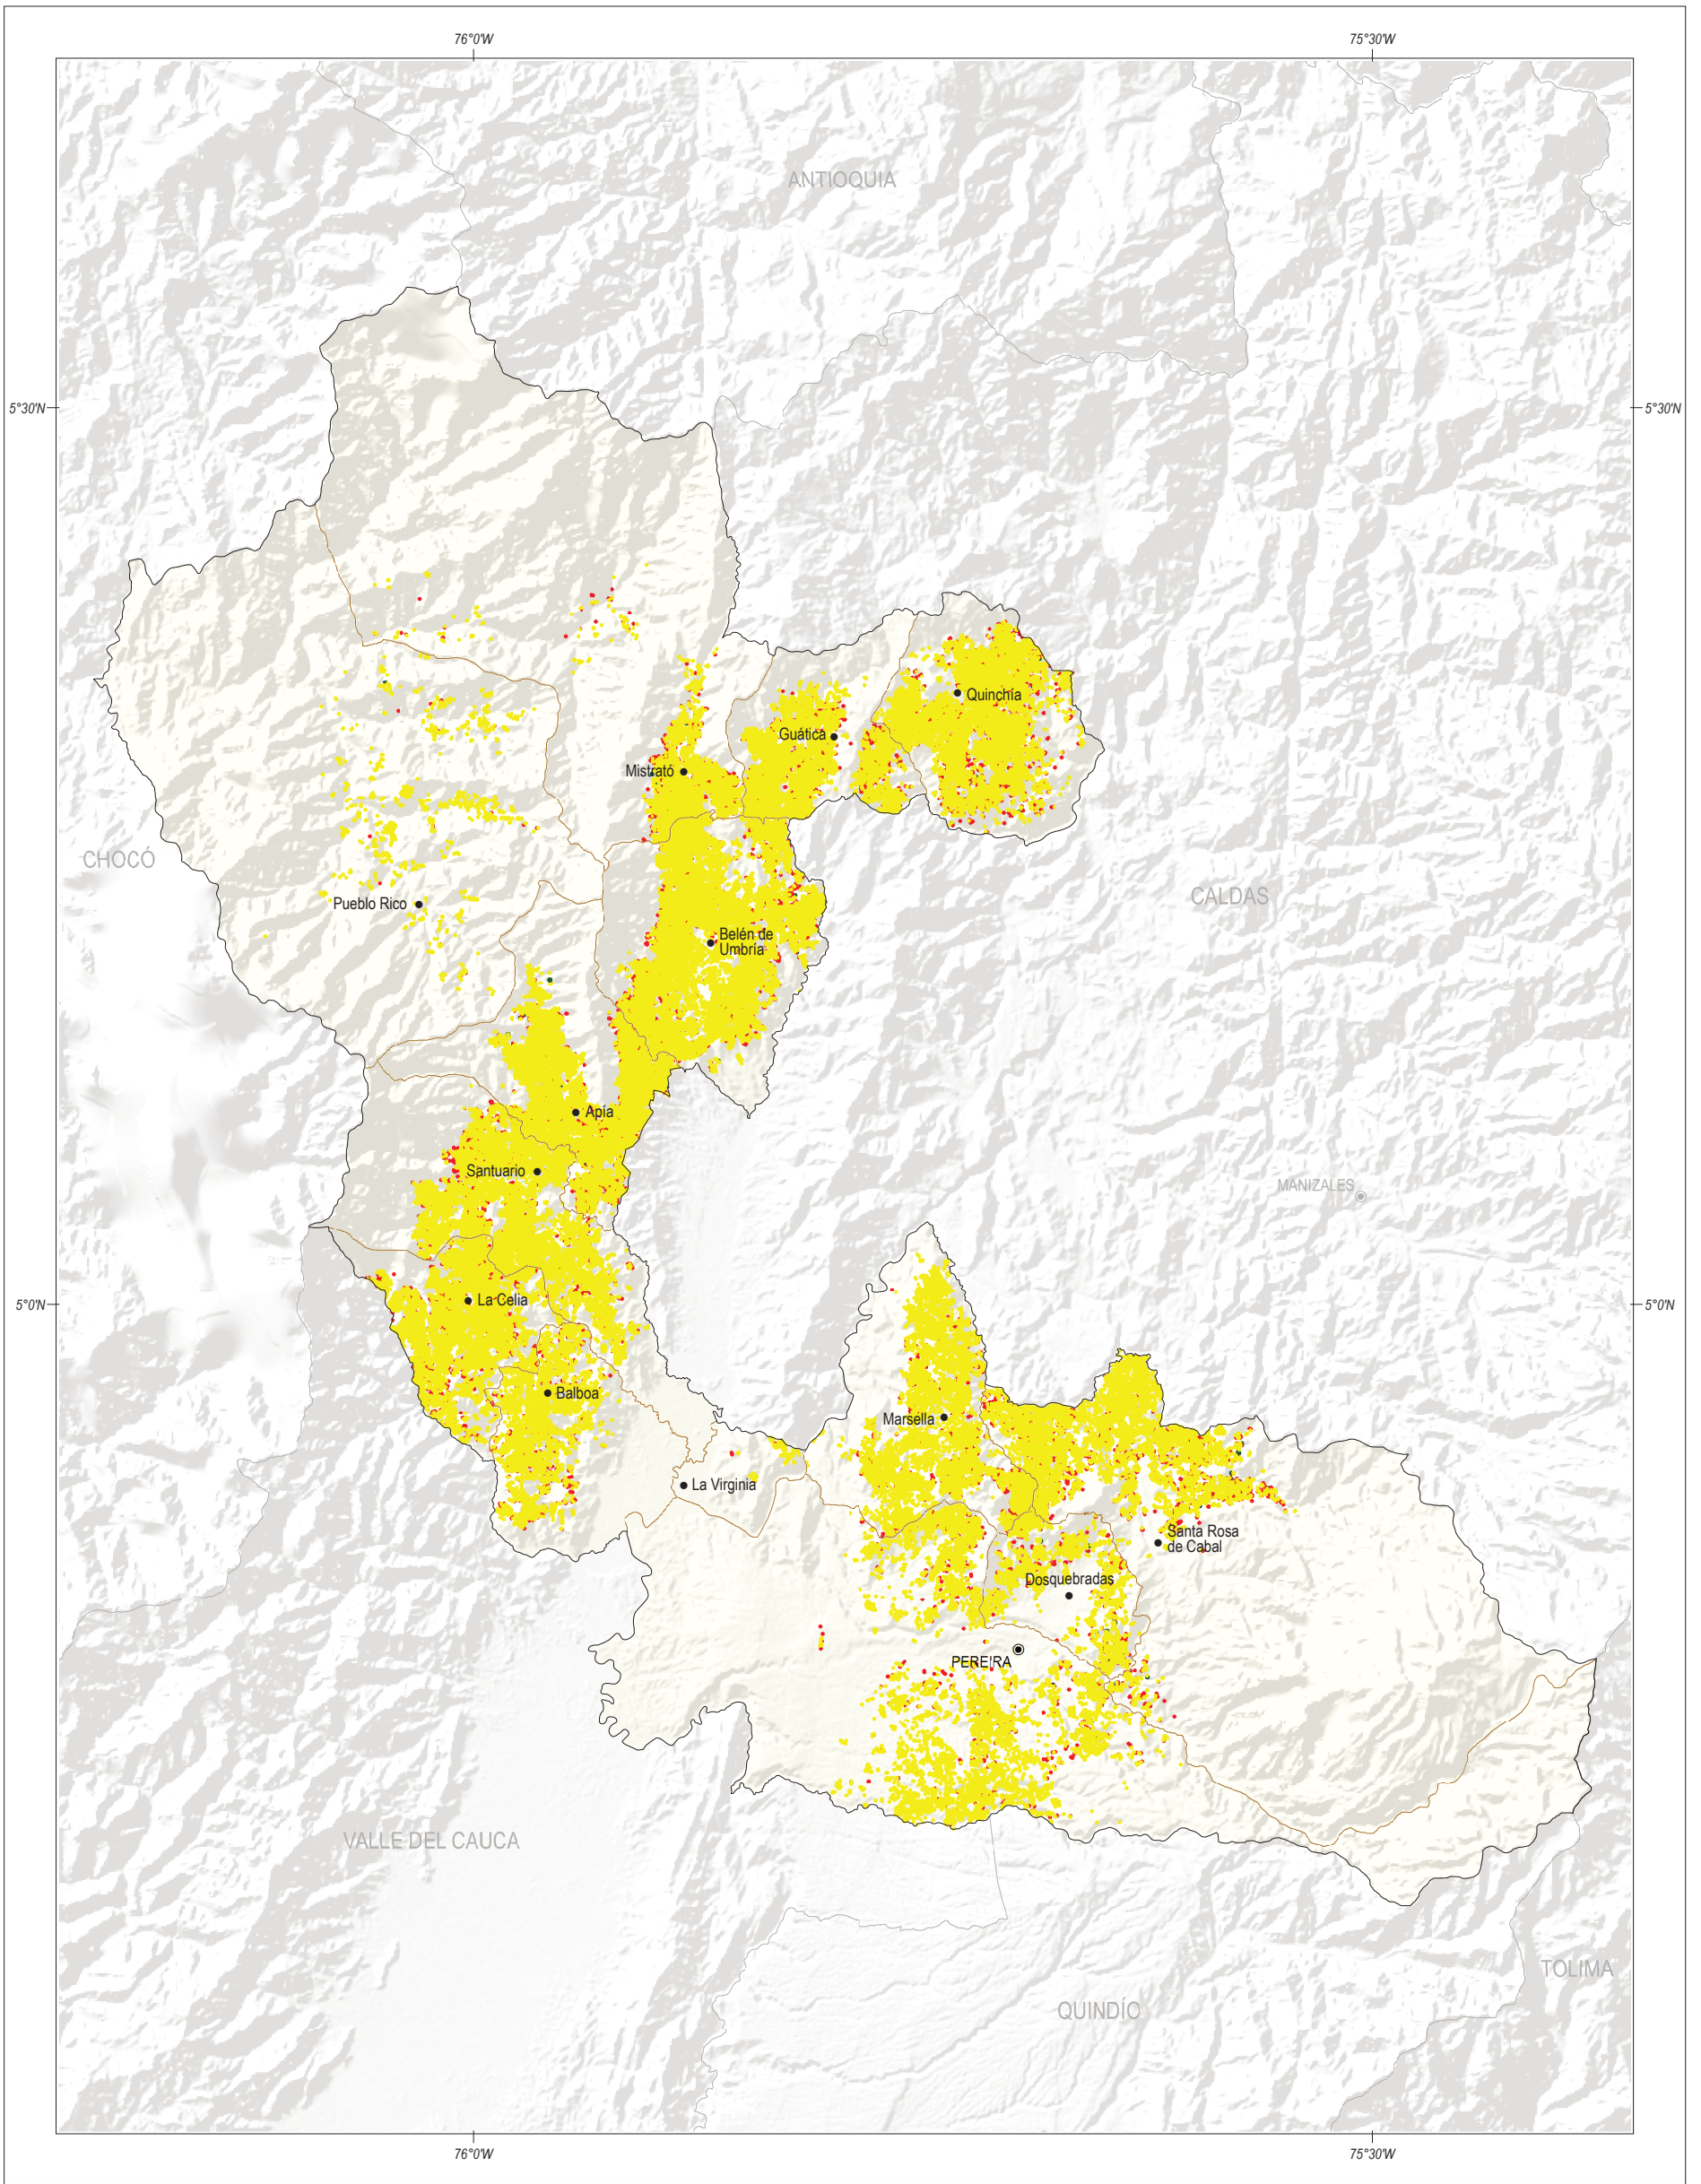 76°0'W
75°30'W
ANTIOQUIA
5°30'N
5°30'N
Quinchía
Guática
Mistrató
CHOCÓ
CALDAS
Pueblo Rico
Belén de
Umbría
Apía
Santuario
MANIZALES
5°0'N
La Celia
5°0'N
Balboa
Marsella
La Virginia
Santa Rosa
de Cabal
Dosquebradas
PEREIRA
VALLE DEL CAUCA
TOLIMA
QUINDÍO
76°0'W
75°30'W